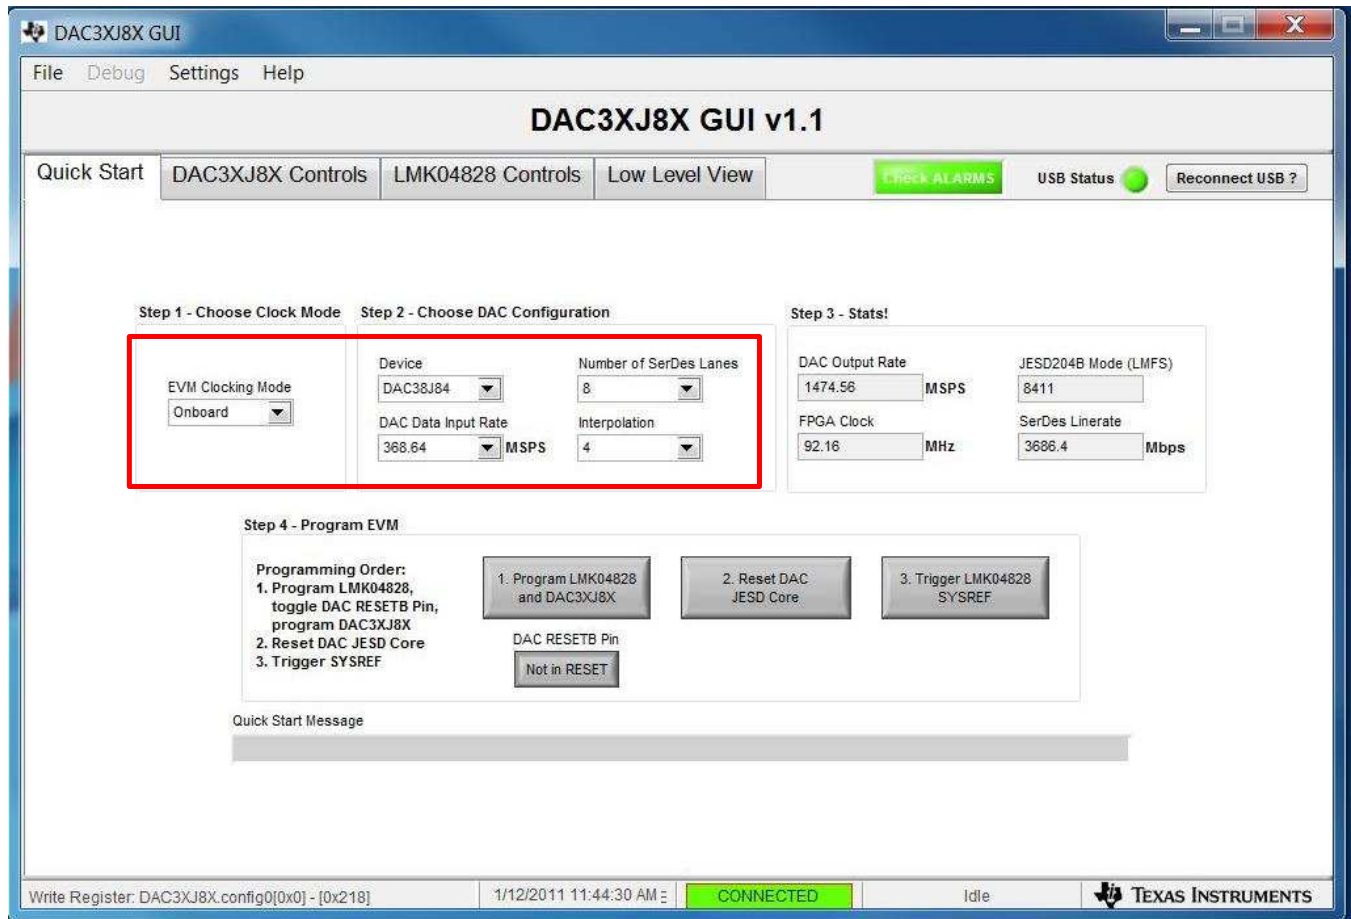 DAC3XJ8X GUI
File Debug Settings Help
DAC3XJ8X GUI v1.1
Quick Start DAC3XJ8X Controls LMK04828 Controls Low Level View Check ALARMS USB Status Reconnect USB ?
Step 1 - Choose Clock Mode Step 2 - Choose DAC Configuration Step 3 - Stats!
Device Number of SerDes Lanes DAC Output Rate JESD204B Mode (LMFS)
EVM Clocking Mode DAC38J84 8 1474.56 MSPS 8411
Onboard DAC Data Input Rate Interpolation FPGA Clock SerDes Linerate
368.64 MSPS 4 92.16 MHz 3686.4 Mbps
Step 4 - Program EVM
Programming Order:
1. Program LMK04828,
toggle DAC RESETB Pin,
program DAC3XJ8X
2. Reset DAC JESD Core
3. Trigger SYSREF
1. Program LMK04828
and DAC3XJ8X
2. Reset DAC
JESD Core
3. Trigger LMK04828
SYSREF
DAC RESETB Pin
Not in RESET
Quick Start Message
Write Register: DAC3XJ8X.config0[0x0] - [0x218] 1/12/2011 11:44:30 AM CONNECTED Idle TEXAS INSTRUMENTS